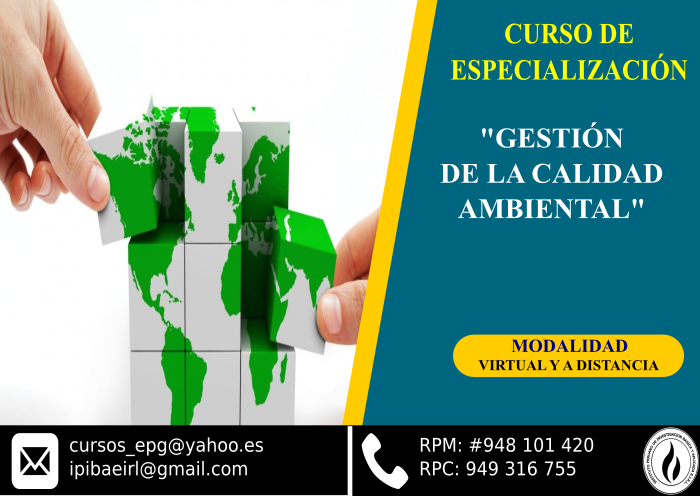 CURSO DE
ESPECIALIZACIÓN
"GESTIÓN
DE LA CALIDAD
AMBIENTAL"
MODALIDAD
VIRTUAL Y A DISTANCIA
cursos_epg@yahoo.es
ipibaeirl@gmail.com
RPM: #948 101 420
RPC: 949 316 755